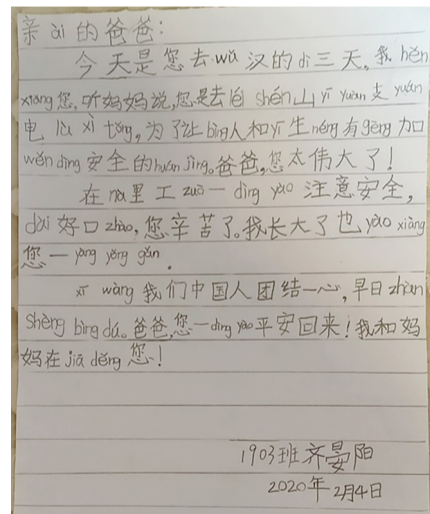 亲ài的爸爸：
今天是您去wǔ汉的dì三天，我hěn
xiǎng您，听妈妈说，您是去huǒ shén山yī yuàn支yuán
电 xì tǒng，为了让bìng人和yī生néng有gèng加
wěn dìng安全的huán jìng。爸爸，您太伟大了！
在nà里工zuò一dìng yào注意安全，
dài好口zhào，您辛苦了。我长大了也yào xiàng
您一yàng yǒng gǎn．
xī wàng我们中国人团结一心，早日zhàn
shèng bìng dú。爸爸，您一dìng yào平安回来！我和妈
妈在jiā děng您！
1903班齐晏阳
2020年2月4日